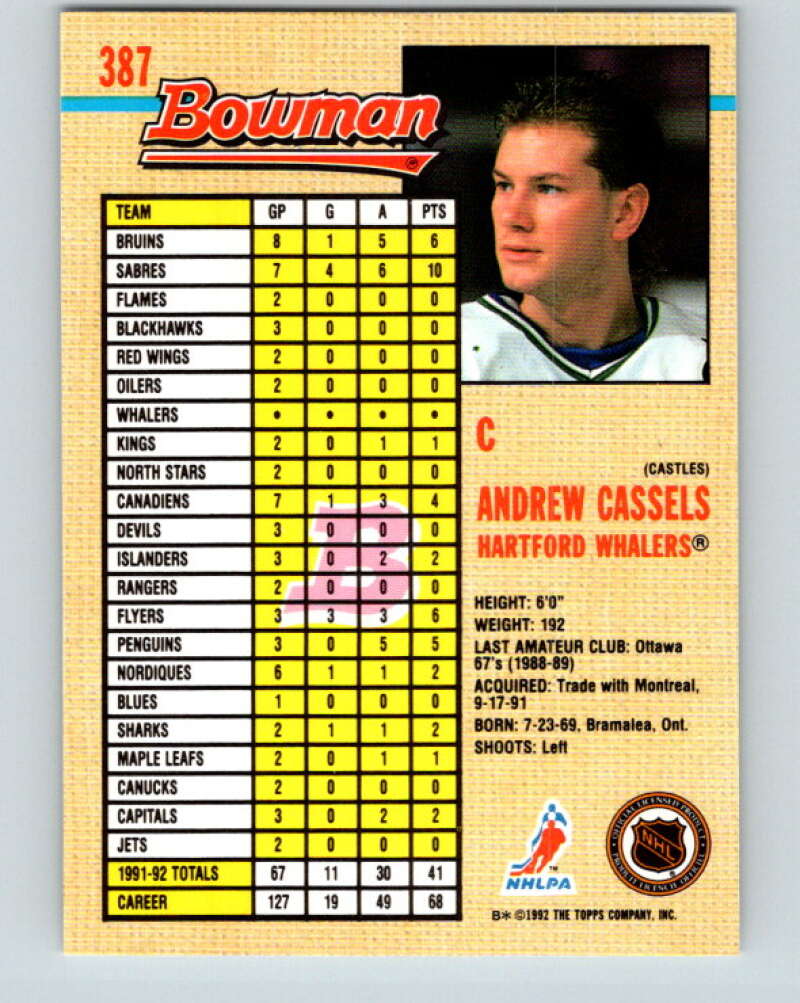 387
Bowman
TEAM GP G A PTS
BRUINS 8 1 5 6
SABRES 7 4 6 10
FLAMES 2 0 0 0
BLACKHAWKS 3 0 0 0
RED WINGS 2 0 0 0
OILERS 2 0 0 0
WHALERS • • • •
KINGS 2 0 1 1
NORTH STARS 2 0 0 0
CANADIENS 7 1 3 4
DEVILS 3 0 0 0
ISLANDERS 3 0 2 2
RANGERS 2 0 0 0
FLYERS 3 3 3 6
PENGUINS 3 0 5 5
NORDIQUES 6 1 1 2
BLUES 1 0 0 0
SHARKS 2 1 1 2
MAPLE LEAFS 2 0 1 1
CANUCKS 2 0 0 0
CAPITALS 3 0 2 2
JETS 2 0 0 0
1991-92 TOTALS 67 11 30 41
CAREER 127 19 49 68
B
C
(CASTLES)
ANDREW CASSELS
HARTFORD WHALERS®
HEIGHT: 6'0"
WEIGHT: 192
LAST AMATEUR CLUB: Ottawa
67's (1988-89)
ACQUIRED: Trade with Montreal,
9-17-91
BORN: 7-23-69, Bramalea, Ont.
SHOOTS: Left
TM
NHLPA
OFFICIAL LICENSED PRODUCT
NHL
PRODUIT LICENCIÉ OFFICIEL
B* ©1992 THE TOPPS COMPANY, INC.